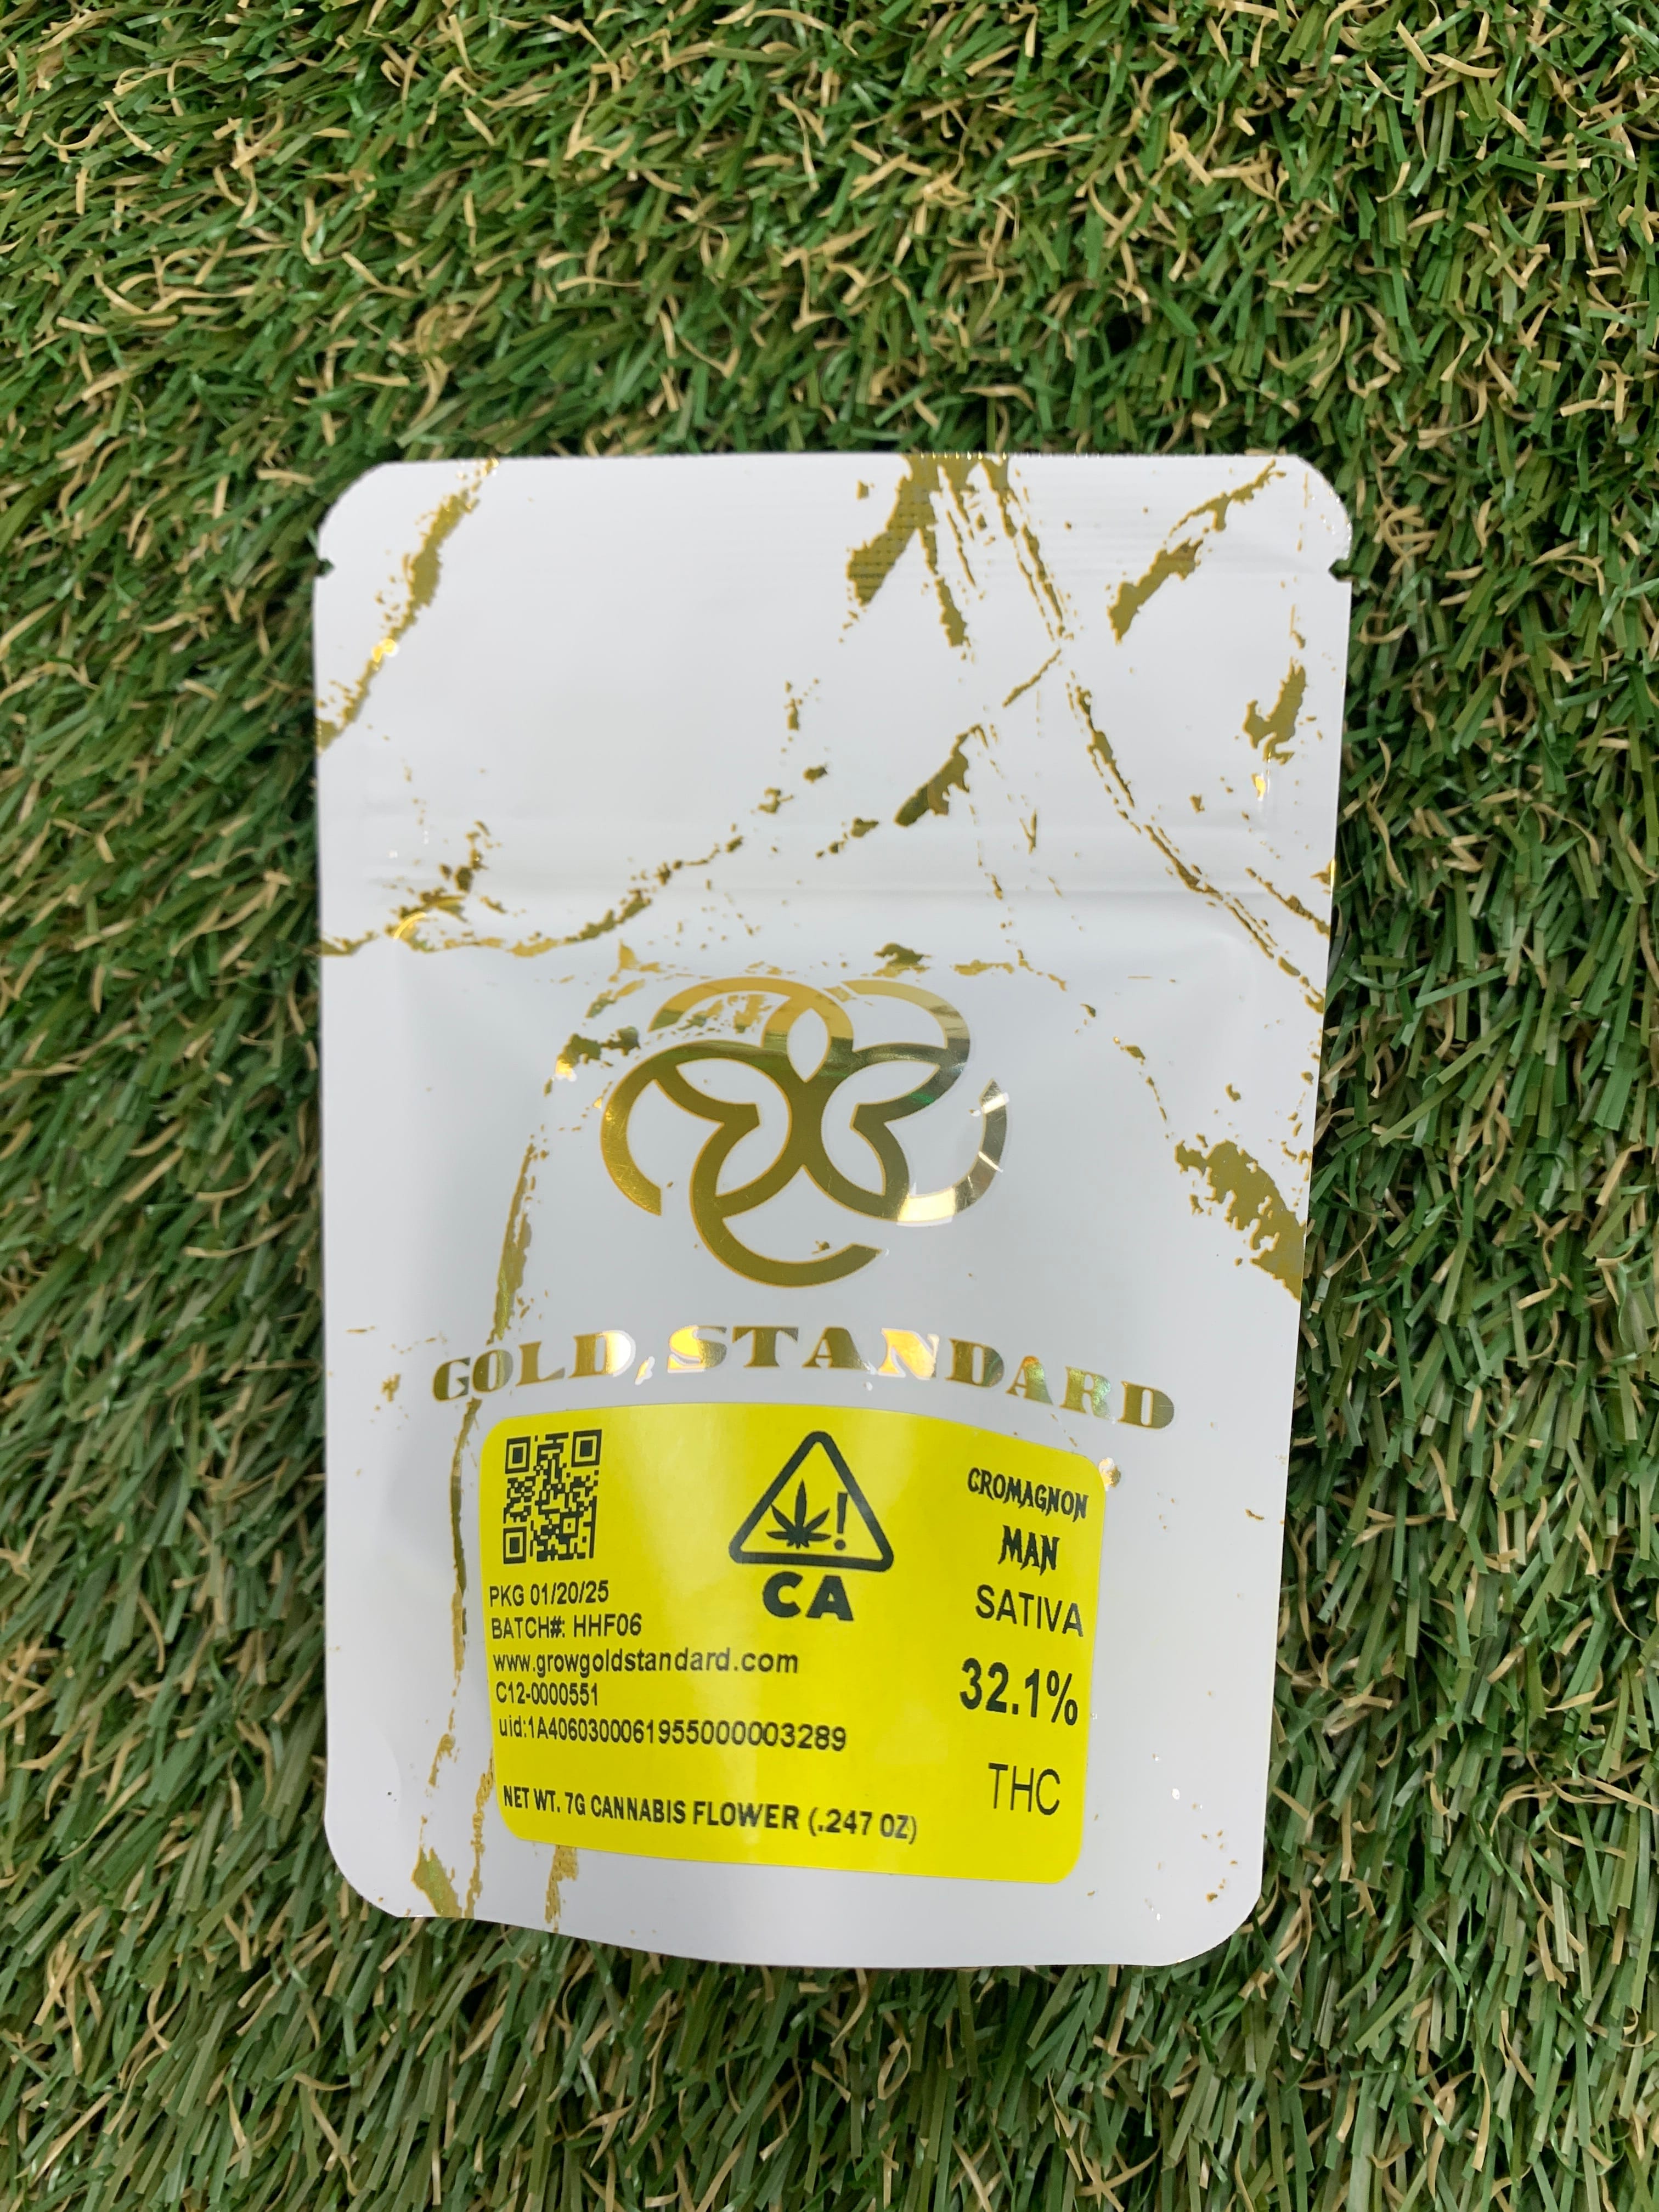 GOLD STANDARD
CROMAGNON
MAN
SATIVA
32.1%
THC
CA
PKG 01/20/25
BATCH#: HHF06
www.growgoldstandard.com
C12-0000551
uid:1A4060300061955000003289
NET WT. 7G CANNABIS FLOWER (.247 OZ)